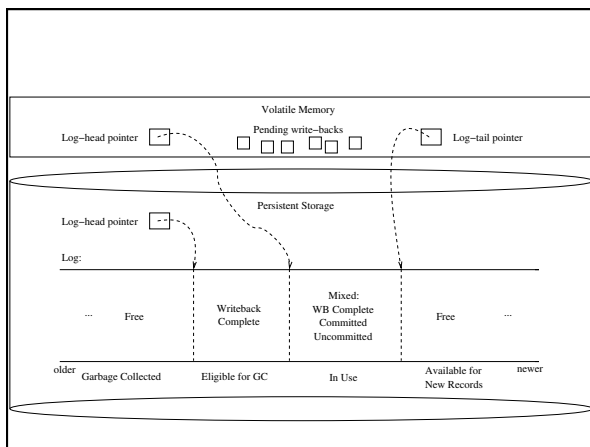 Volatile Memory
Pending write−backs
Log−head pointer
Log−tail pointer
Persistent Storage
Log−head pointer
Log:
... Free
Writeback
Complete
Mixed:
WB Complete
Committed
Uncommitted
Free ...
older
newer
Garbage Collected
Eligible for GC
In Use
Available for
New Records